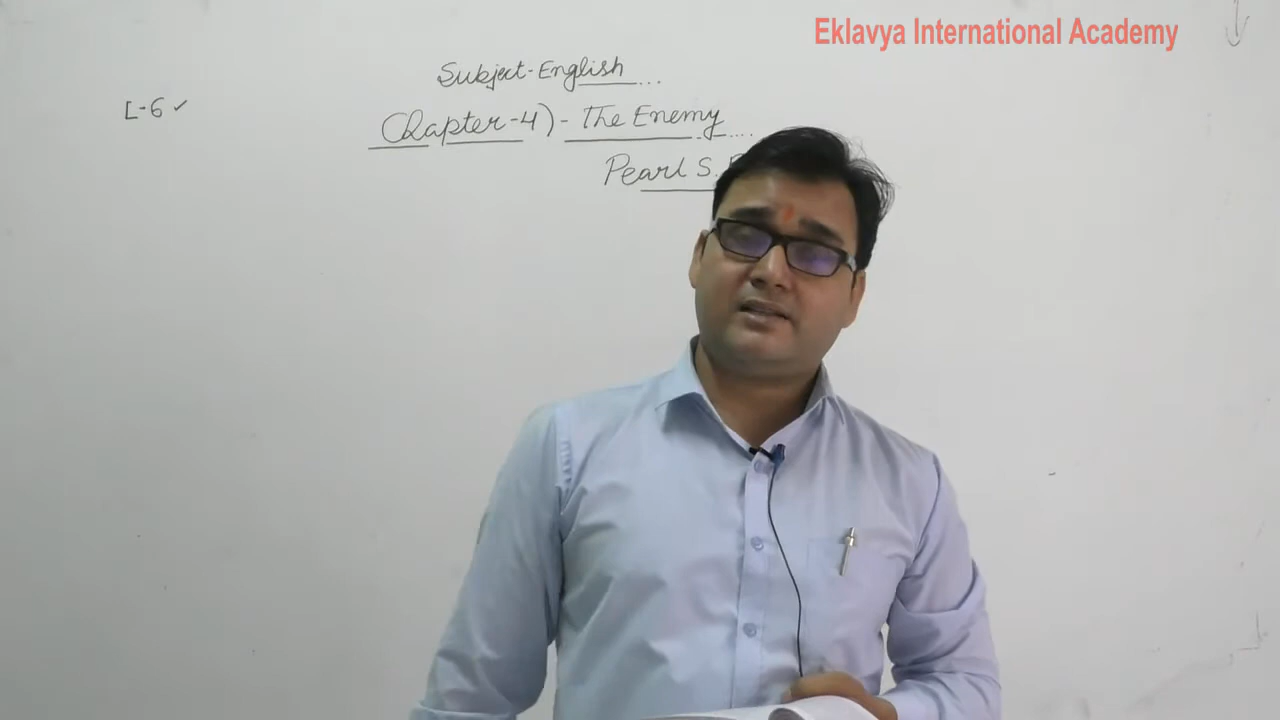 Eklavya International Academy
Subject-English ...
L-6 ✓
Chapter-4) - The Enemy ....
Pearl S.